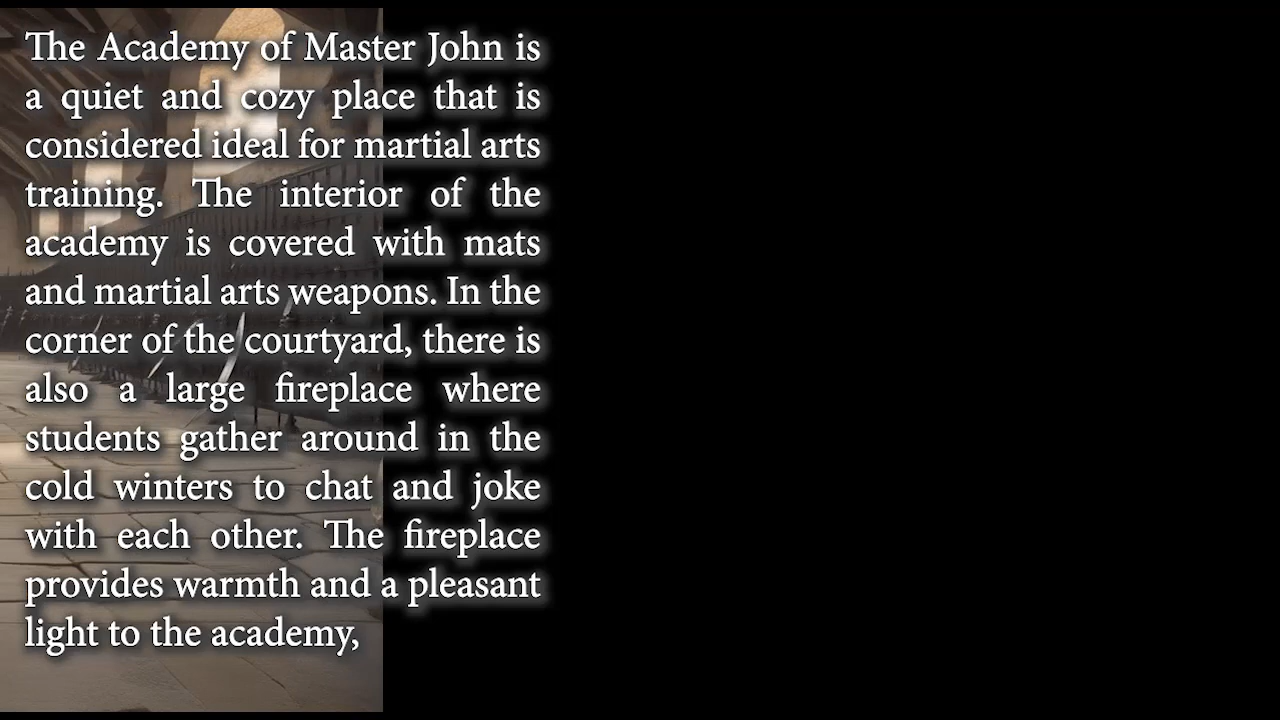 The Academy of Master John is
a quiet and cozy place that is
considered ideal for martial arts
training. The interior of the
academy is covered with mats
and martial arts weapons. In the
corner of the courtyard, there is
also a large fireplace where
students gather around in the
cold winters to chat and joke
with each other. The fireplace
provides warmth and a pleasant
light to the academy,